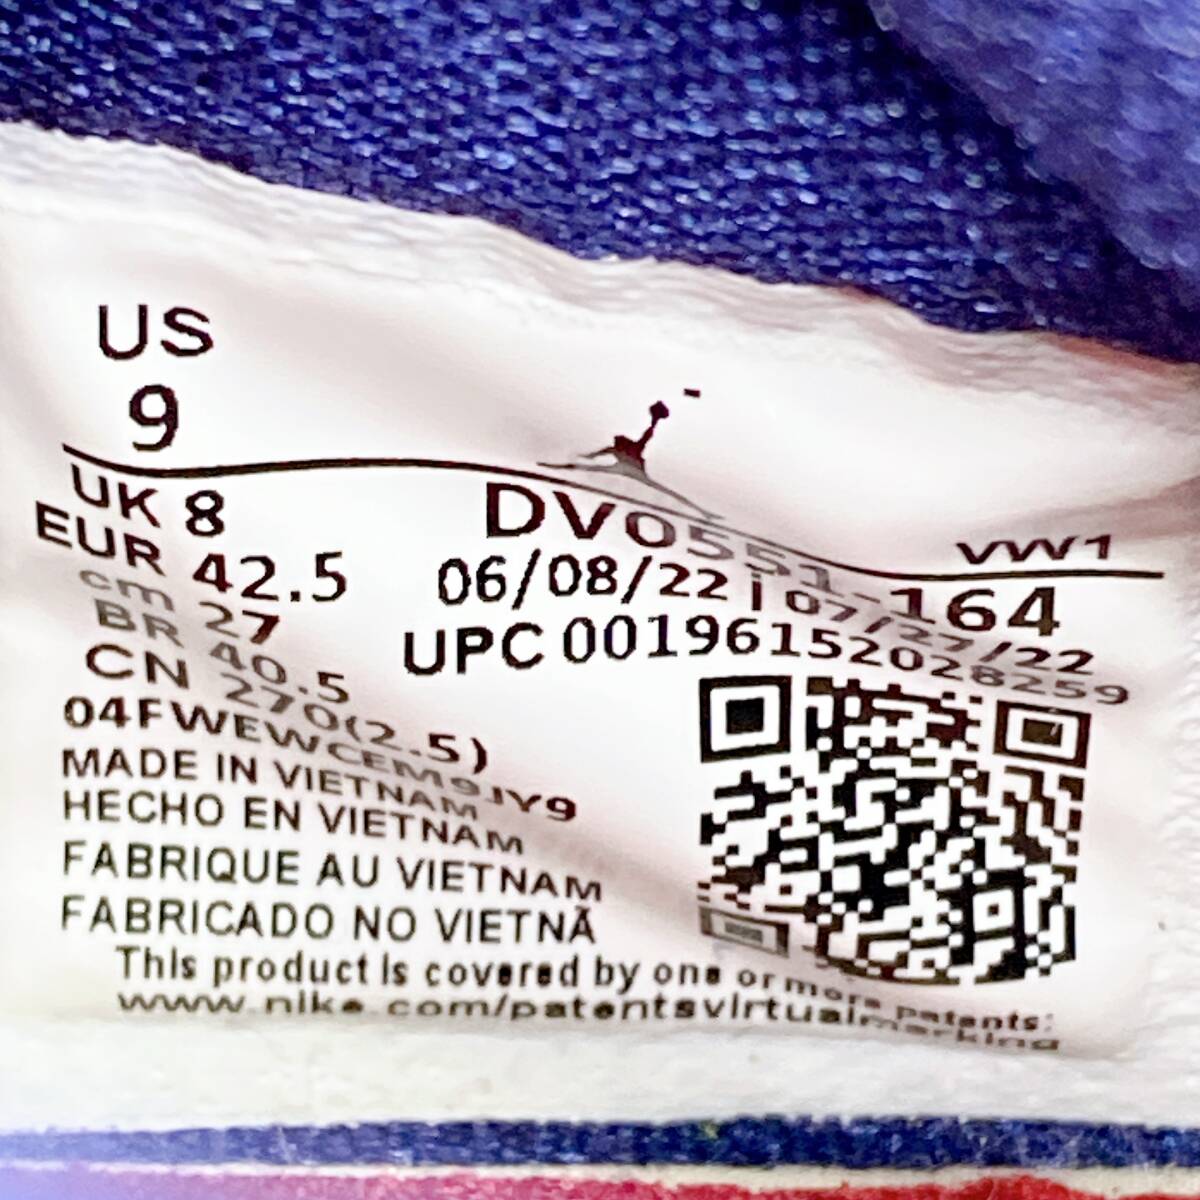 US
9
UK 8
EUR 42.5
cm 27
BR 40.5
CN 270(2.5)
04FWEWCEM9JY9
MADE IN VIETNAM
HECHO EN VIETNAM
FABRIQUE AU VIETNAM
FABRICADO NO VIETNÃ
This product is covered by one or more patents:
www.nike.com/patentsvirtualmarking
VW1
DV0551-164
06/08/22 | 07/27/22
UPC 00196152028259